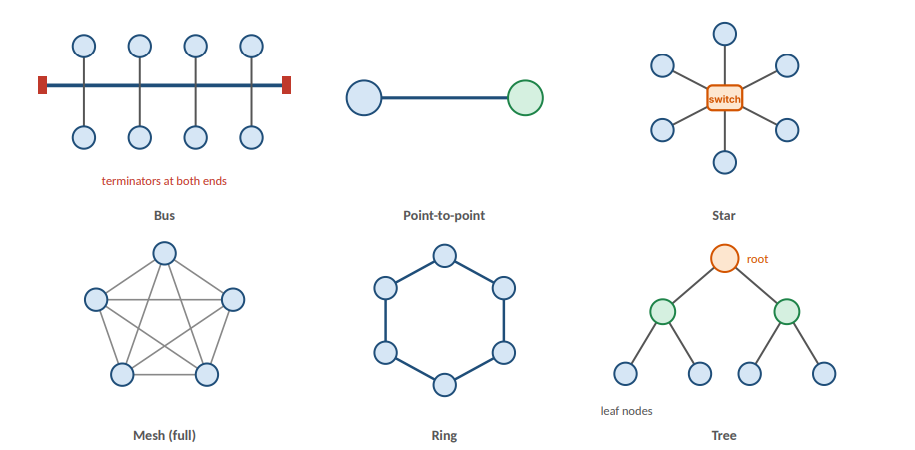 switch
terminators at both ends
Bus
Point-to-point
Star
root
leaf nodes
Mesh (full)
Ring
Tree